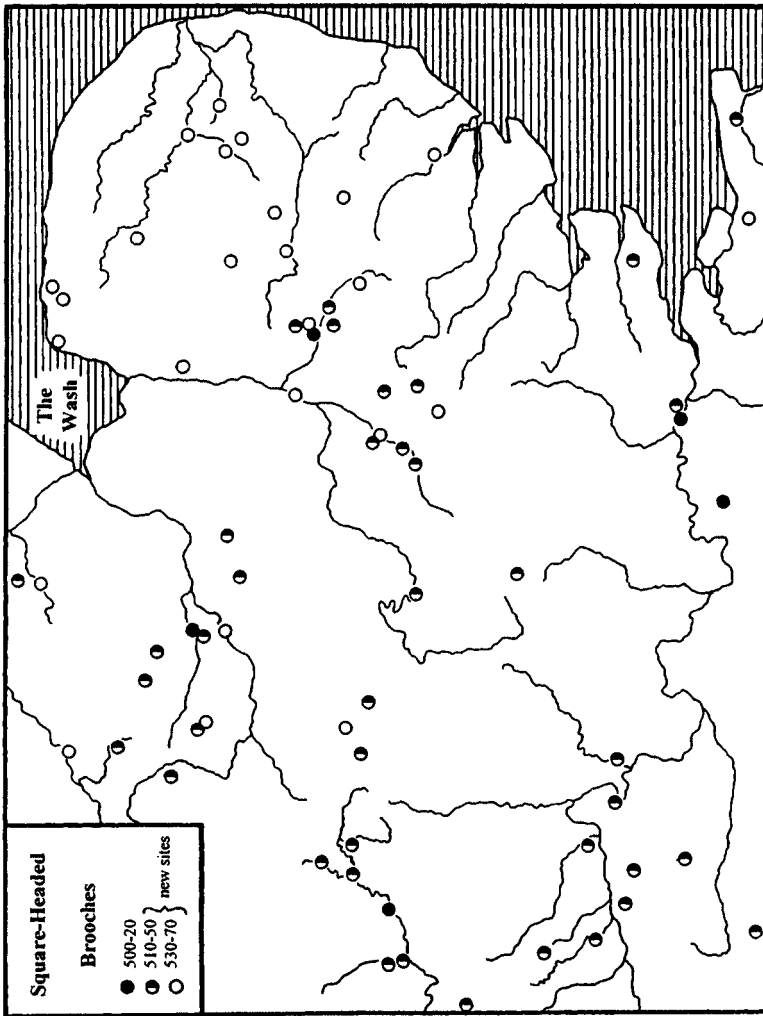 The
Wash
Square-Headed
Brooches
500-20
510-50 } new sites
530-70